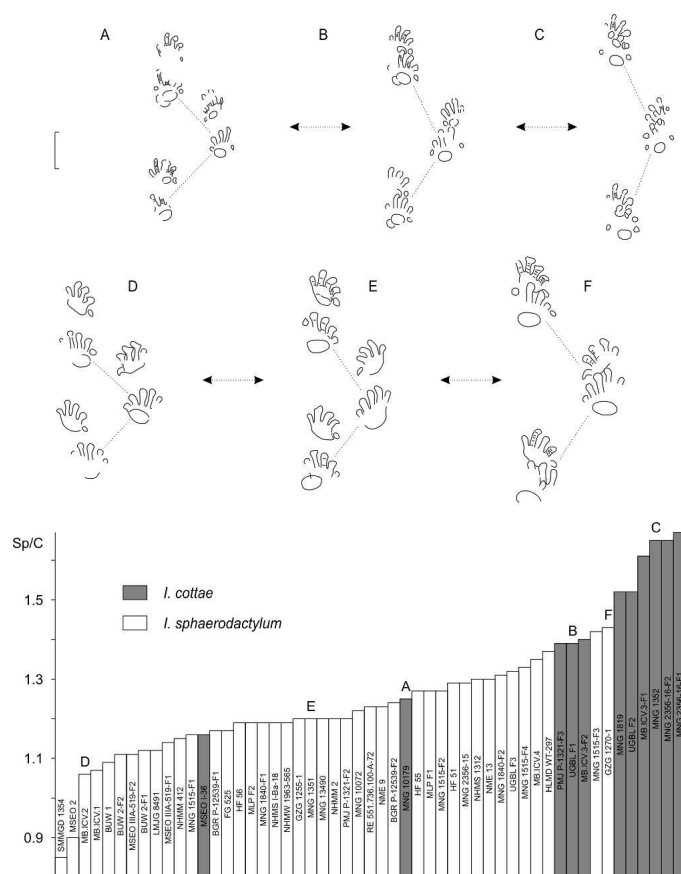 A B C
D E F
Sp/C
1.5
1.3
1.1
0.9
I. cottae
I. sphaerodactylum
D
E
A
B
F
C
SMMGD 1354
MSEO 2
MB.ICV.2
MB.ICV.1
BUW 1
BUW 2-F2
MSEO IIIA-519-F2
BUW 2-F1
LMJG 8491
MSEO IIIA-519-F1
NHMM 412
MNG 1515-F1
MSEO I-36
BGR P-12539-F1
FG 525
HF 56
MLP F2
MNG 1840-F1
NHMS I-Ba-18
NHMW 1963-565
GZG 1255-1
MNG 1351
MNG 13490
NHMM 2
PMJ P-1321-F2
MNG 10072
RE 551.736.100-A-72
NME 9
BGR P-12539-F2
MNG 10179
HF 55
MLP F1
MNG 1515-F2
HF 51
MNG 2356-15
NHMS 1312
NME 13
MNG 1840-F2
UGBL F3
MNG 1515-F4
MB.ICV.4
HLMD WT-297
PMJ P-1321-F3
UGBL F1
MB.ICV.3-F2
MNG 1515-F3
GZG 1270-1
MNG 1819
UGBL F2
MB.ICV.3-F1
MNG 1352
MNG 2356-16-F2
MNG 2356-16-F1